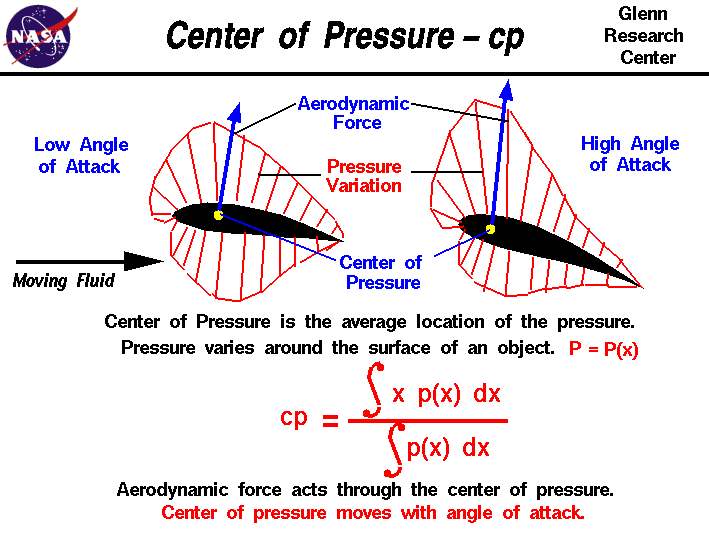 NASA
Center of Pressure – cp
Glenn
Research
Center
Aerodynamic
Force
Low Angle
of Attack
High Angle
of Attack
Pressure
Variation
Center of
Pressure
Moving Fluid
Center of Pressure is the average location of the pressure.
Pressure varies around the surface of an object. P = P(x)
cp = ∫ x p(x) dx
∫ p(x) dx
Aerodynamic force acts through the center of pressure.
Center of pressure moves with angle of attack.